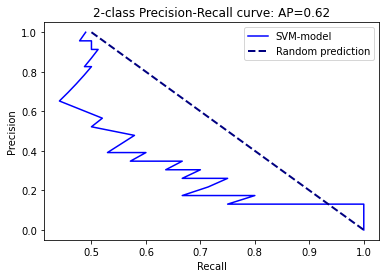 2-class Precision-Recall curve: AP=0.62
SVM-model
Random prediction
1.0
0.8
0.6
0.4
0.2
0.0
Precision
0.5
0.6
0.7
0.8
0.9
1.0
Recall